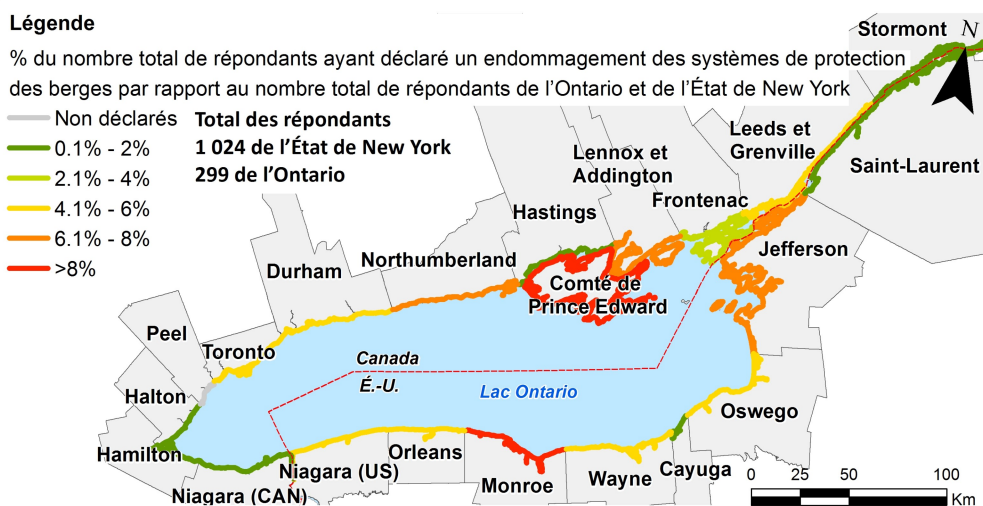 Légende
% du nombre total de répondants ayant déclaré un endommagement des systèmes de protection
des berges par rapport au nombre total de répondants de l'Ontario et de l'État de New York
Non déclarés
0.1% - 2%
2.1% - 4%
4.1% - 6%
6.1% - 8%
>8%
Total des répondants
1 024 de l'État de New York
299 de l'Ontario
Stormont
N
Leeds et
Grenville
Saint-Laurent
Lennox et
Addington
Frontenac
Hastings
Jefferson
Northumberland
Durham
Comté de
Prince Edward
Peel
Toronto
Canada
É.-U.
Lac Ontario
Halton
Oswego
Hamilton
Niagara (US)
Orleans
Niagara (CAN)
Monroe
Wayne
Cayuga
0 25 50 100
Km